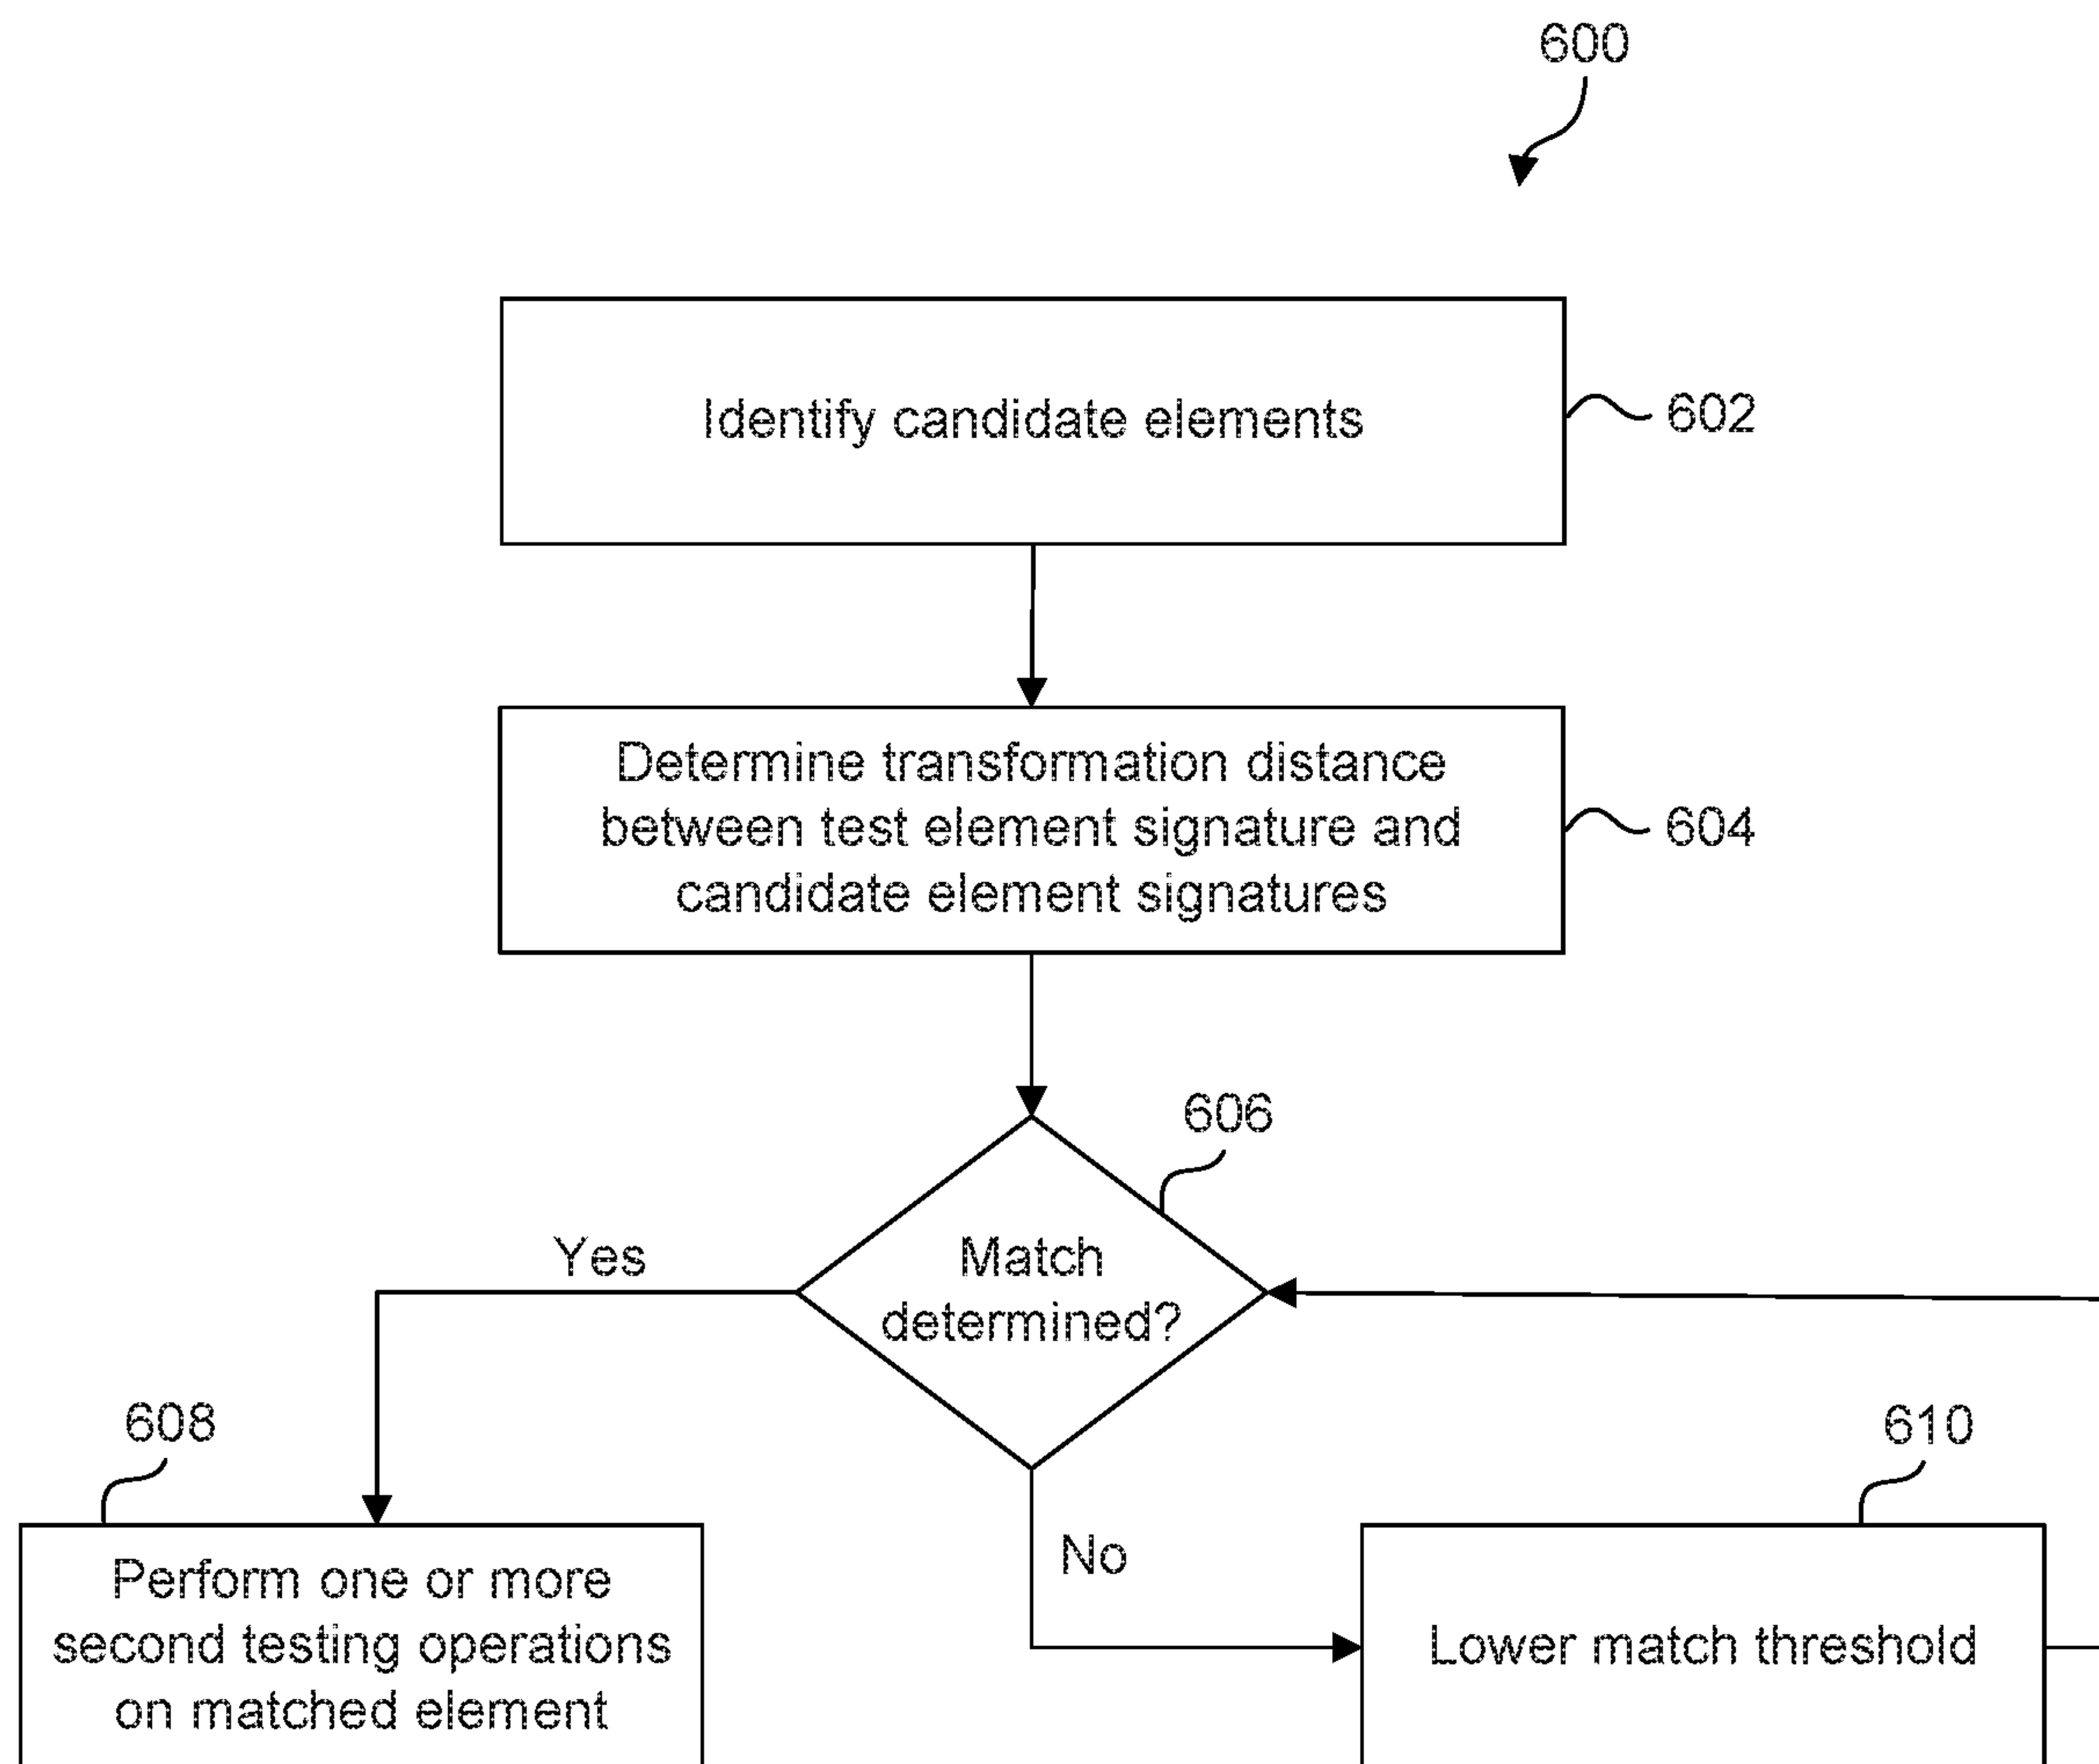 600
Identify candidate elements
602
Determine transformation distance
between test element signature and
candidate element signatures
604
606
Match
determined?
Yes
No
608
Perform one or more
second testing operations
on matched element
610
Lower match threshold